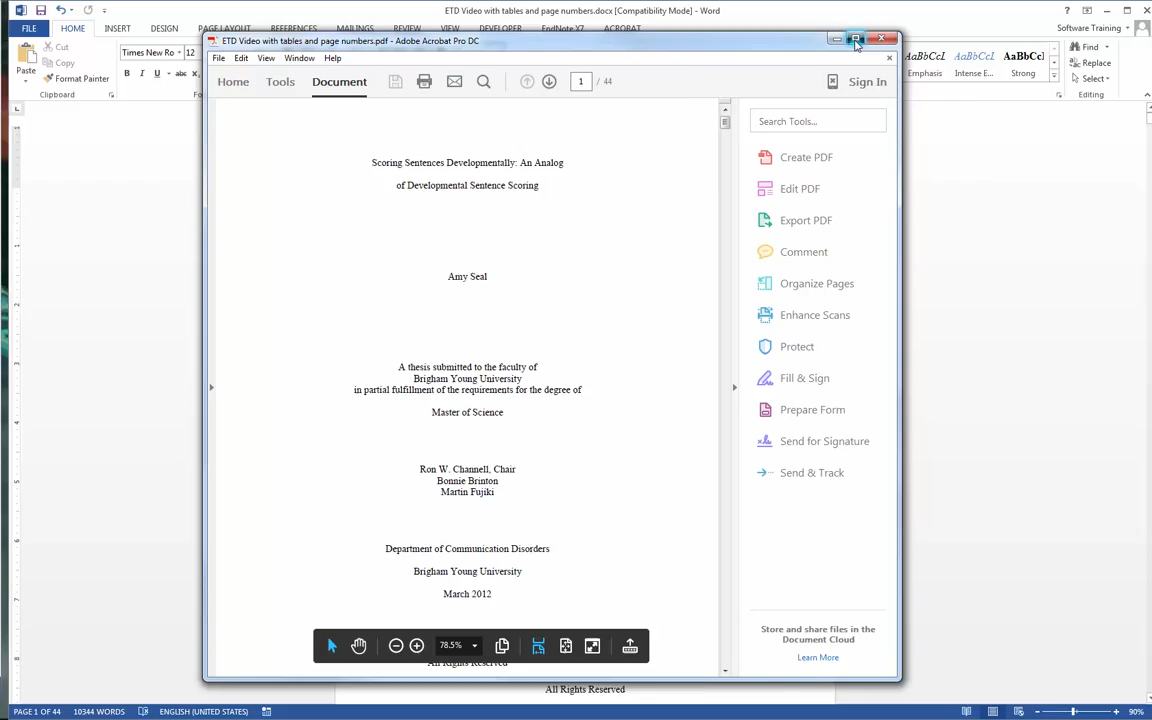 ETD Video with tables and page numbers.docx [Compatibility Mode] - Word
FILE HOME INSERT DESIGN PAGE LAYOUT REFERENCES MAILINGS REVIEW VIEW DEVELOPER EndNote X7 ACROBAT Software Training
Cut
Copy
Format Painter
Paste
Clipboard
Times New Ro 12
B I U abc
AaBbCcI AaBbCcI AaBbCcI
Emphasis Intense E... Strong
Find
Replace
Select
Editing
ETD Video with tables and page numbers.pdf - Adobe Acrobat Pro DC
File Edit View Window Help
Home Tools Document 1 / 44 Sign In
Scoring Sentences Developmentally: An Analog
of Developmental Sentence Scoring
Amy Seal
A thesis submitted to the faculty of
Brigham Young University
in partial fulfillment of the requirements for the degree of
Master of Science
Ron W. Channell, Chair
Bonnie Brinton
Martin Fujiki
Department of Communication Disorders
Brigham Young University
March 2012
All Rights Reserved
78.5%
Search Tools...
Create PDF
Edit PDF
Export PDF
Comment
Organize Pages
Enhance Scans
Protect
Fill & Sign
Prepare Form
Send for Signature
Send & Track
Store and share files in the
Document Cloud
Learn More
All Rights Reserved
PAGE 1 OF 44 10344 WORDS ENGLISH (UNITED STATES) 90%